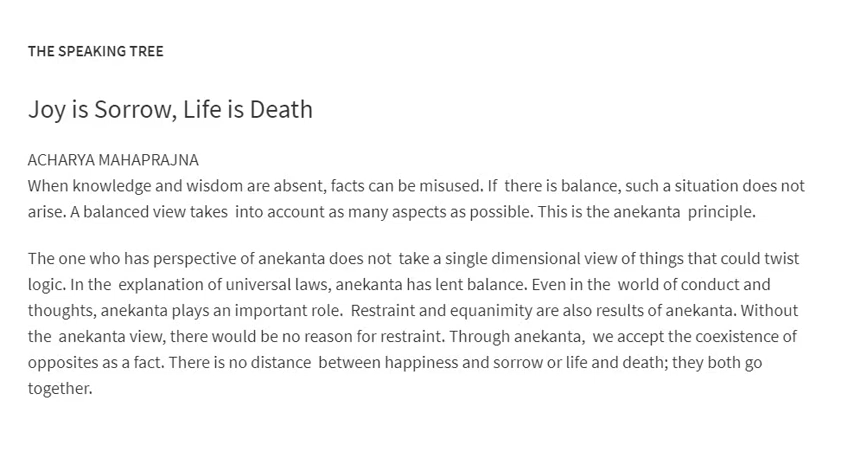 THE SPEAKING TREE
Joy is Sorrow, Life is Death
ACHARYA MAHAPRAJNA
When knowledge and wisdom are absent, facts can be misused. If there is balance, such a situation does not
arise. A balanced view takes into account as many aspects as possible. This is the anekanta principle.
The one who has perspective of anekanta does not take a single dimensional view of things that could twist
logic. In the explanation of universal laws, anekanta has lent balance. Even in the world of conduct and
thoughts, anekanta plays an important role. Restraint and equanimity are also results of anekanta. Without
the anekanta view, there would be no reason for restraint. Through anekanta, we accept the coexistence of
opposites as a fact. There is no distance between happiness and sorrow or life and death; they both go
together.